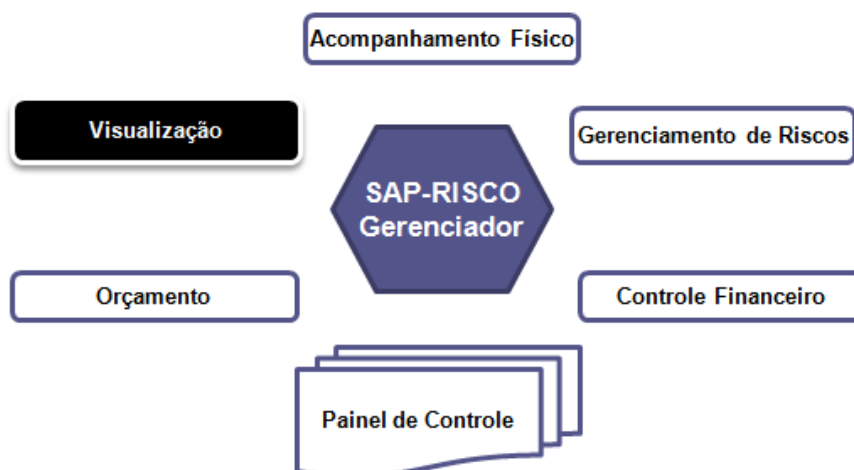 Acompanhamento Físico
Visualização
Gerenciamento de Riscos
SAP-RISCO
Gerenciador
Orçamento
Controle Financeiro
Painel de Controle